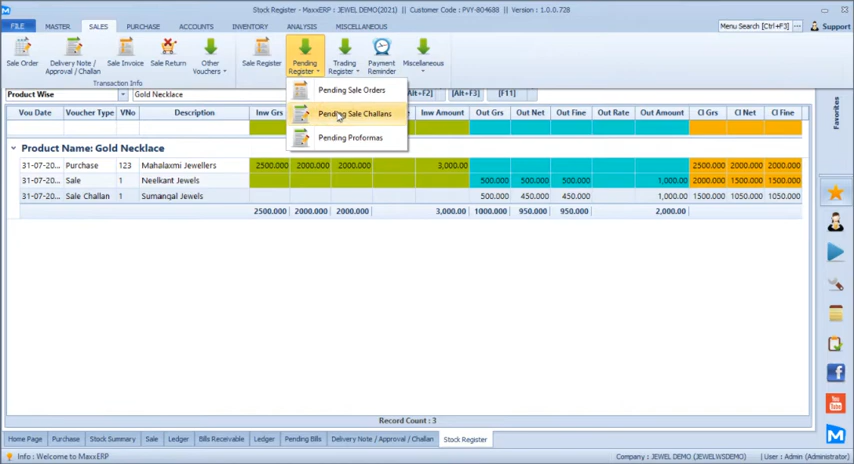 Stock Register : JEWEL DEMO(2021) || Customer Code : PVY-804688 || Version : 1.0.0.728
FILE MASTER SALES PURCHASE ACCOUNTS INVENTORY ANALYSIS MISCELLANEOUS Menu Search [Ctrl+F3] ... Support
Sale Order
Delivery Note / Approval / Challan
Sale Invoice
Sale Return
Other Vouchers
Sale Register
Pending Register
Trading Register
Payment Reminder
Miscellaneous
Transaction Info
Pending Sale Orders
Pending Sale Challans
Pending Proformas
Product Wise Gold Necklace [Alt+F2] [Alt+F3] [F11]
Favorites
Vou Date Voucher Type VNo Description Inw Grs Inw Amount Out Grs Out Net Out Fine Out Rate Out Amount Cl Grs Cl Net Cl Fine
Product Name: Gold Necklace
31-07-20... Purchase 123 Mahalaxmi Jewellers 2500.000 2000.000 2000.000 3,000.00 2500.000 2000.000 2000.000
31-07-20... Sale 1 Neelkant Jewels 500.000 500.000 500.000 1,000.00 2000.000 1500.000 1500.000
31-07-20... Sale Challan 1 Sumangal Jewels 500.000 450.000 450.000 1,000.00 1500.000 1050.000 1050.000
2500.000 2000.000 2000.000 3,000.00 1000.000 950.000 950.000 2,000.00
Record Count : 3
Home Page Purchase Stock Summary Sale Ledger Bills Receivable Ledger Pending Bills Delivery Note / Approval / Challan Stock Register
Info : Welcome to MaxxERP Company : JEWEL DEMO (JEWELWSDEMO) User : Admin (Administrator)